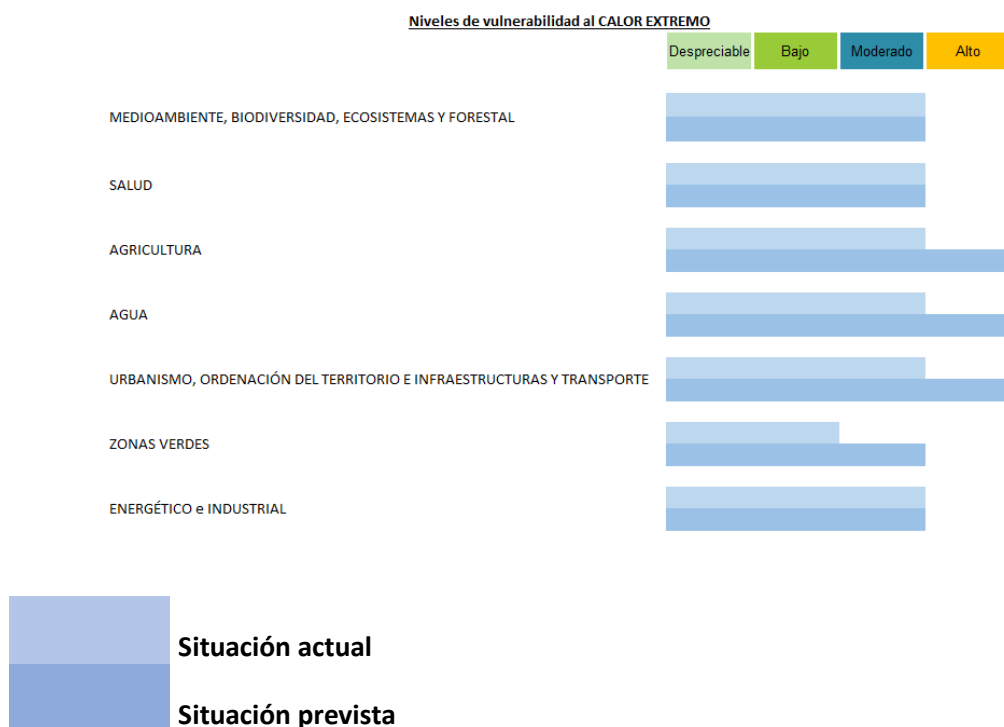 Niveles de vulnerabilidad al CALOR EXTREMO
Despreciable Bajo Moderado Alto
MEDIOAMBIENTE, BIODIVERSIDAD, ECOSISTEMAS Y FORESTAL
SALUD
AGRICULTURA
AGUA
URBANISMO, ORDENACIÓN DEL TERRITORIO E INFRAESTRUCTURAS Y TRANSPORTE
ZONAS VERDES
ENERGÉTICO e INDUSTRIAL
Situación actual
Situación prevista